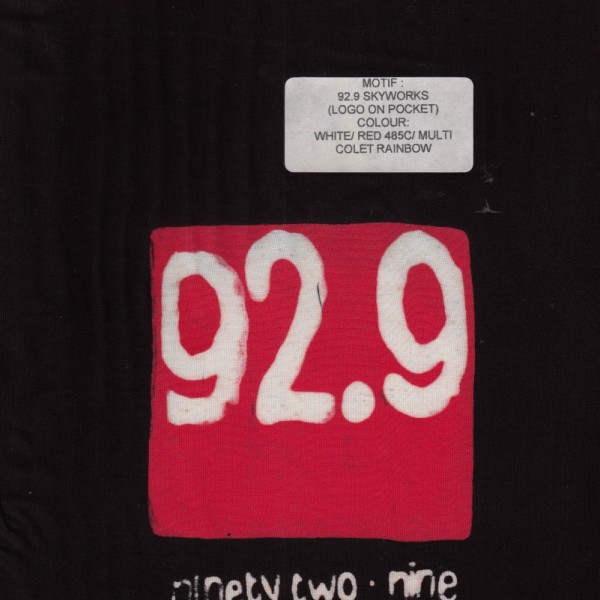 MOTIF :
92.9 SKYWORKS
(LOGO ON POCKET)
COLOUR:
WHITE/ RED 485C/ MULTI
COLET RAINBOW
92.9
ninety two · nine